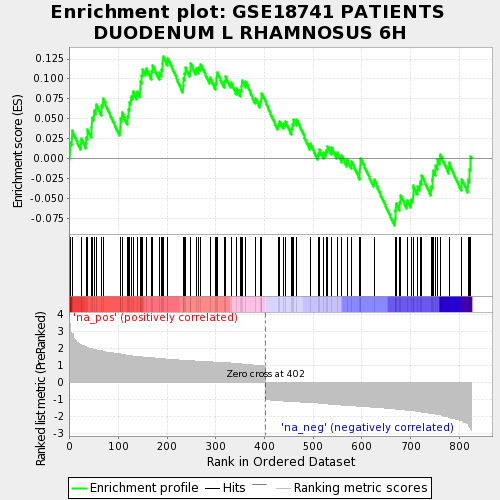 Enrichment plot: GSE18741 PATIENTS
DUODENUM L RHAMNOSUS 6H
Enrichment score (ES)
0.125
0.100
0.075
0.050
0.025
0.000
-0.025
-0.050
-0.075
'na_pos' (positively correlated)
Ranked list metric (PreRanked)
4
3
2
1
0
-1
-2
-3
Zero cross at 402
'na_neg' (negatively correlated)
0
100
200
300
400
500
600
700
800
Rank in Ordered Dataset
Enrichment profile
Hits
Ranking metric scores